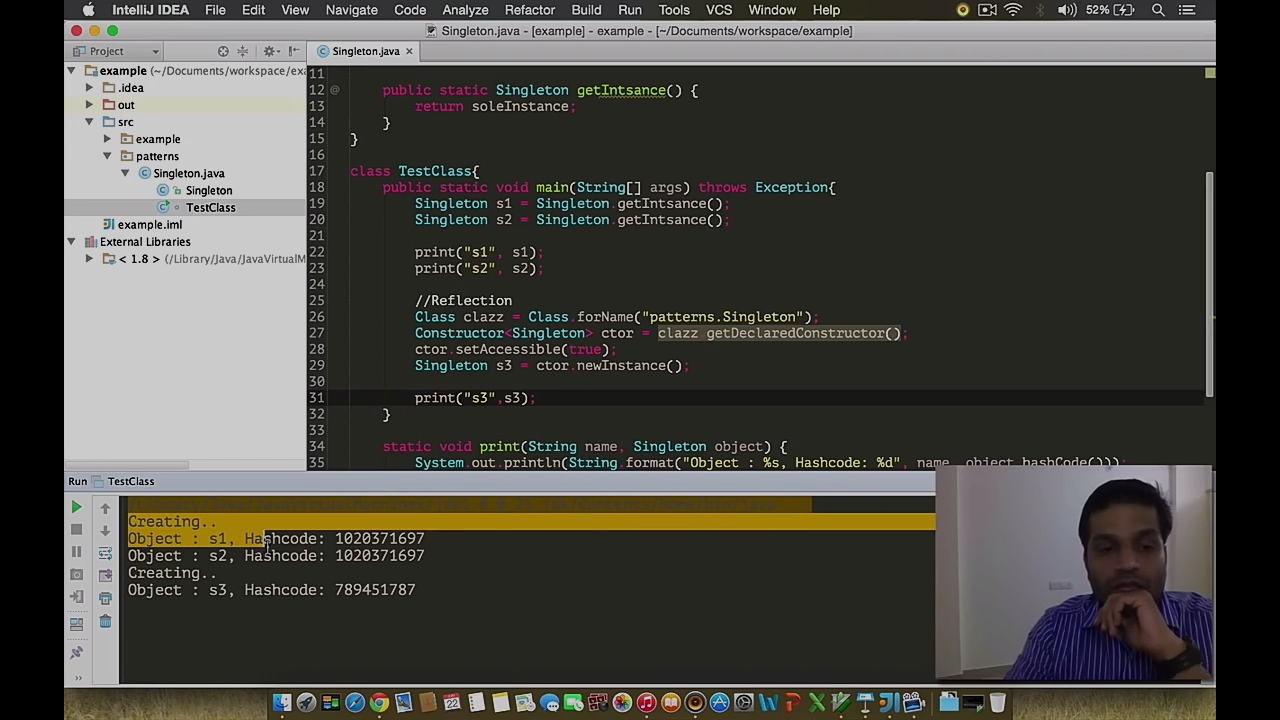 IntelliJ IDEA File Edit View Navigate Code Analyze Refactor Build Run Tools VCS Window Help 52%
Singleton.java - [example] - example - [~/Documents/workspace/example]
Project
Singleton.java
example (~/Documents/workspace/exa
.idea
out
src
example
patterns
Singleton.java
Singleton
TestClass
example.iml
External Libraries
< 1.8 > (/Library/Java/JavaVirtualM
11
12 public static Singleton getIntsance() {
13 return soleInstance;
14 }
15 }
16
17 class TestClass{
18 public static void main(String[] args) throws Exception{
19 Singleton s1 = Singleton.getIntsance();
20 Singleton s2 = Singleton.getIntsance();
21
22 print("s1", s1);
23 print("s2", s2);
24
25 //Reflection
26 Class clazz = Class.forName("patterns.Singleton");
27 Constructor<Singleton> ctor = clazz.getDeclaredConstructor();
28 ctor.setAccessible(true);
29 Singleton s3 = ctor.newInstance();
30
31 print("s3",s3);
32 }
33
34 static void print(String name, Singleton object) {
35 System.out.println(String.format("Object : %s, Hashcode: %d", name, object.hashCode()));
Run TestClass
Creating..
Object : s1, Hashcode: 1020371697
Object : s2, Hashcode: 1020371697
Creating..
Object : s3, Hashcode: 789451787
22